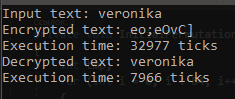 Input text: veronika
Encrypted text: eo;eOvC]
Execution time: 32977 ticks
Decrypted text: veronika
Execution time: 7966 ticks